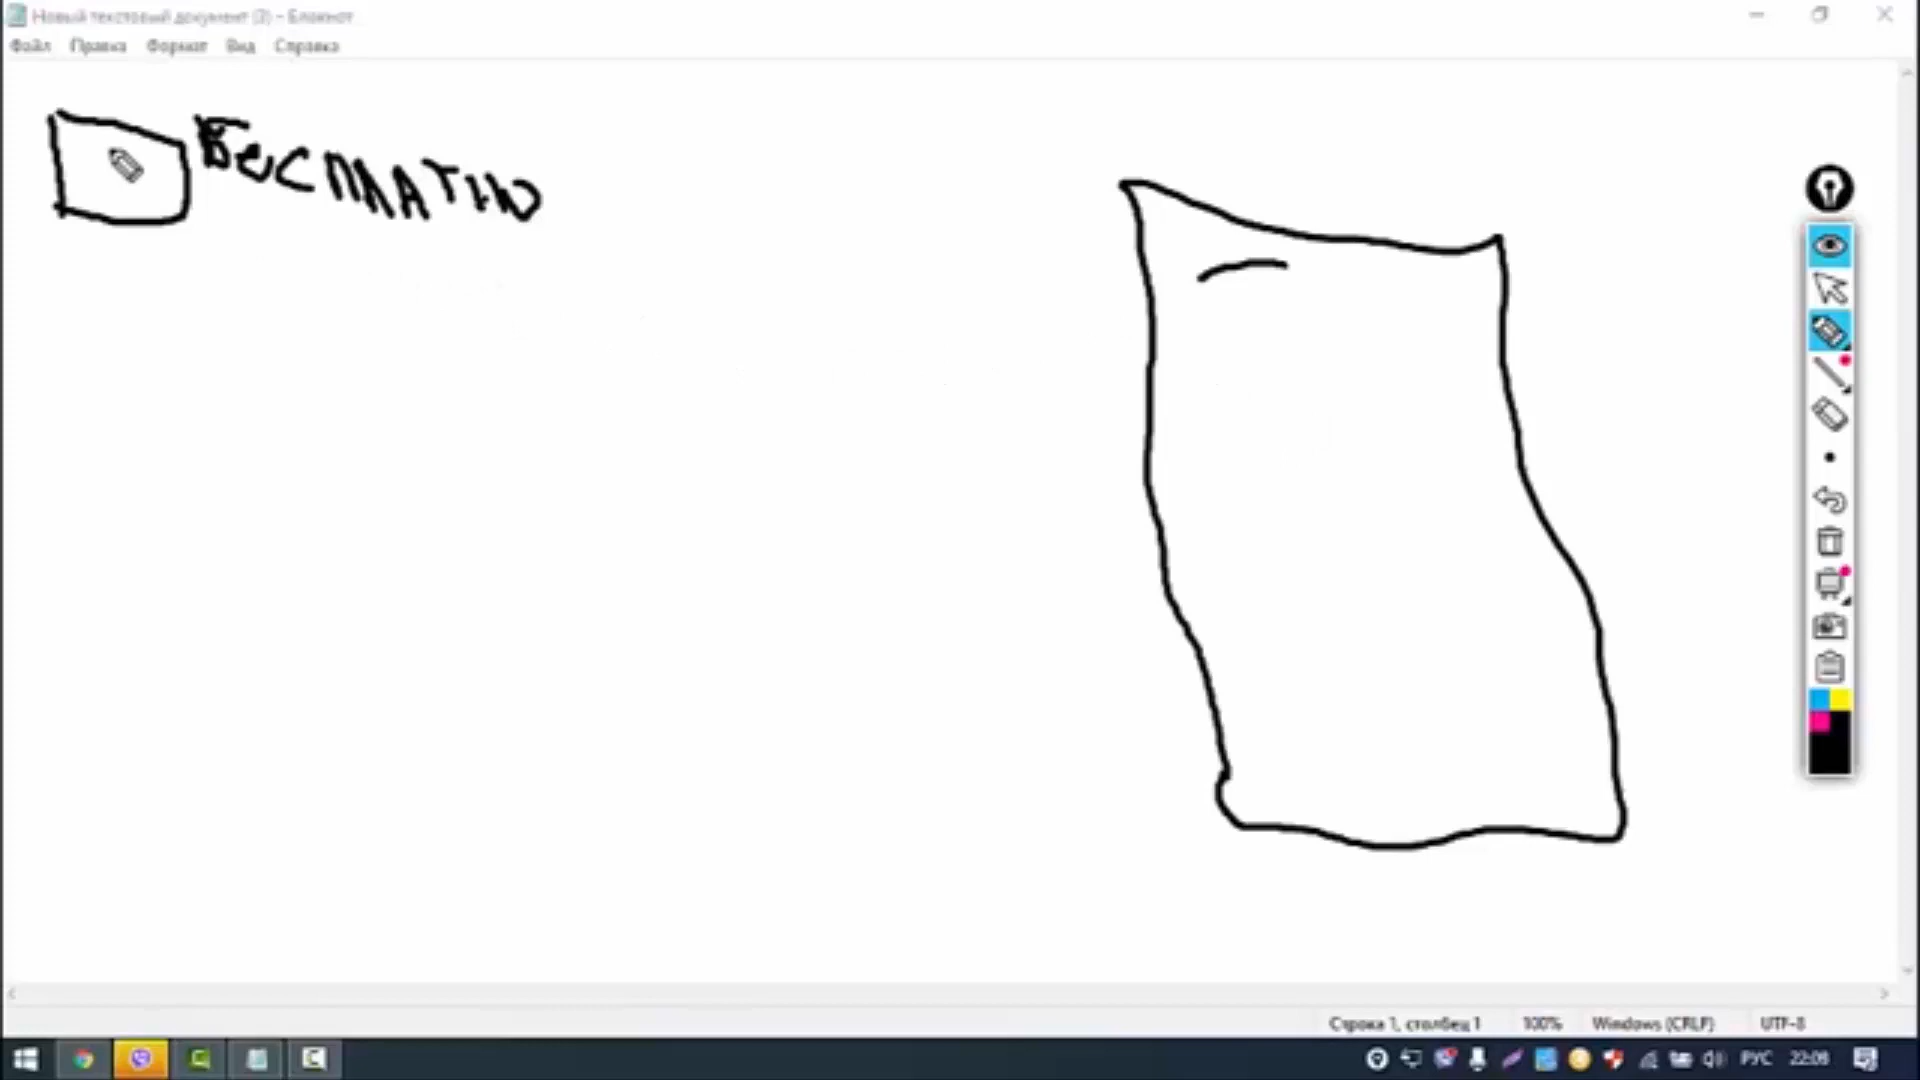 Новый текстовый документ (2) – Блокнот
Файл Правка Формат Вид Справка
БеСПЛАТНО
Строка 1, столбец 1 100% Windows (CRLF) UTF-8
РУС 22:09